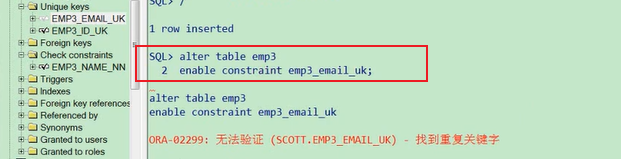 Unique keys
EMP3_EMAIL_UK
EMP3_ID_UK
Foreign keys
Check constraints
EMP3_NAME_NN
Triggers
Indexes
Foreign key references
Referenced by
Synonyms
Granted to users
Granted to roles
SQL> /
1 row inserted
SQL> alter table emp3
2 enable constraint emp3_email_uk;
alter table emp3
enable constraint emp3_email_uk
ORA-02299: 无法验证 (SCOTT.EMP3_EMAIL_UK) - 找到重复关键字